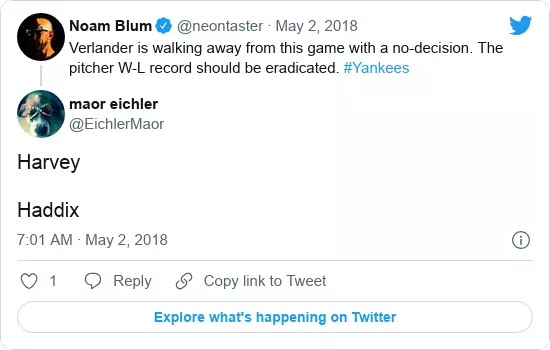 Noam Blum @neontaster · May 2, 2018
Verlander is walking away from this game with a no-decision. The
pitcher W-L record should be eradicated. #Yankees
maor eichler
@EichlerMaor
Harvey
Haddix
7:01 AM · May 2, 2018
1 Reply Copy link to Tweet
Explore what's happening on Twitter